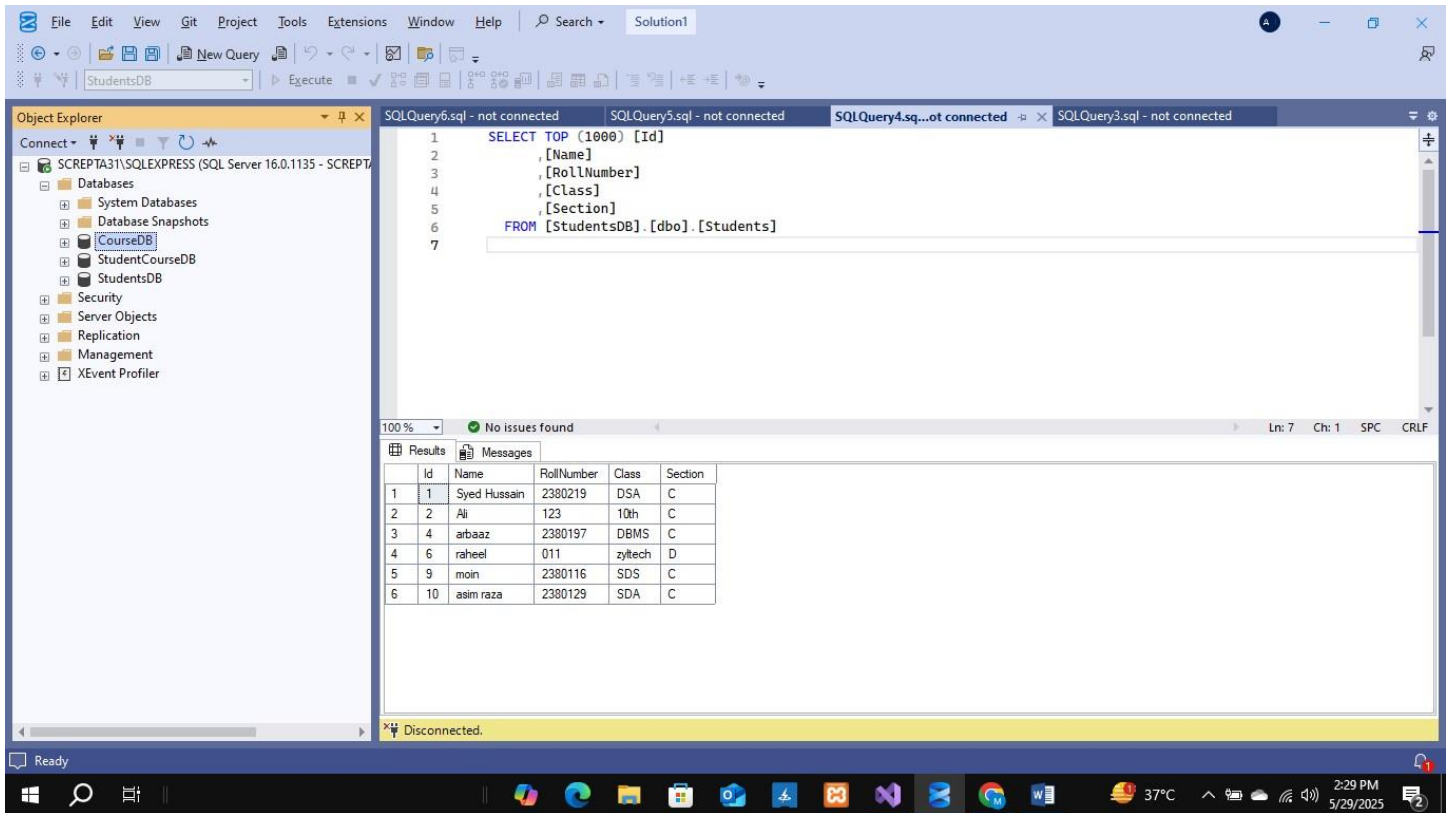 File Edit View Git Project Tools Extensions Window Help Search Solution1 A
New Query
StudentsDB Execute
Object Explorer
Connect
SCREPTA31\SQLEXPRESS (SQL Server 16.0.1135 - SCREPTA
Databases
System Databases
Database Snapshots
CourseDB
StudentCourseDB
StudentsDB
Security
Server Objects
Replication
Management
XEvent Profiler
SQLQuery6.sql - not connected SQLQuery5.sql - not connected SQLQuery4.sq...ot connected SQLQuery3.sql - not connected
1 SELECT TOP (1000) [Id]
2 ,[Name]
3 ,[RollNumber]
4 ,[Class]
5 ,[Section]
6 FROM [StudentsDB].[dbo].[Students]
7
100 % No issues found Ln: 7 Ch: 1 SPC CRLF
Results Messages
Id Name RollNumber Class Section
1 1 Syed Hussain 2380219 DSA C
2 2 Ali 123 10th C
3 4 arbaaz 2380197 DBMS C
4 6 raheel 011 zyltech D
5 9 moin 2380116 SDS C
6 10 asim raza 2380129 SDA C
Disconnected.
Ready 1
37°C 2:29 PM
5/29/2025 2